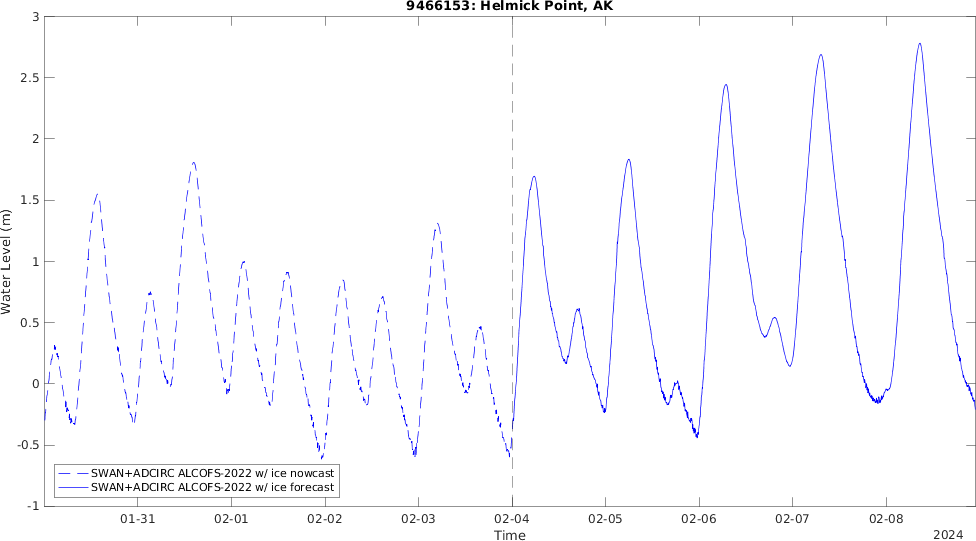 9466153: Helmick Point, AK
3
2.5
2
1.5
1
0.5
0
-0.5
-1
Water Level (m)
SWAN+ADCIRC ALCOFS-2022 w/ ice nowcast
SWAN+ADCIRC ALCOFS-2022 w/ ice forecast
01-31 02-01 02-02 02-03 02-04 02-05 02-06 02-07 02-08
Time
2024